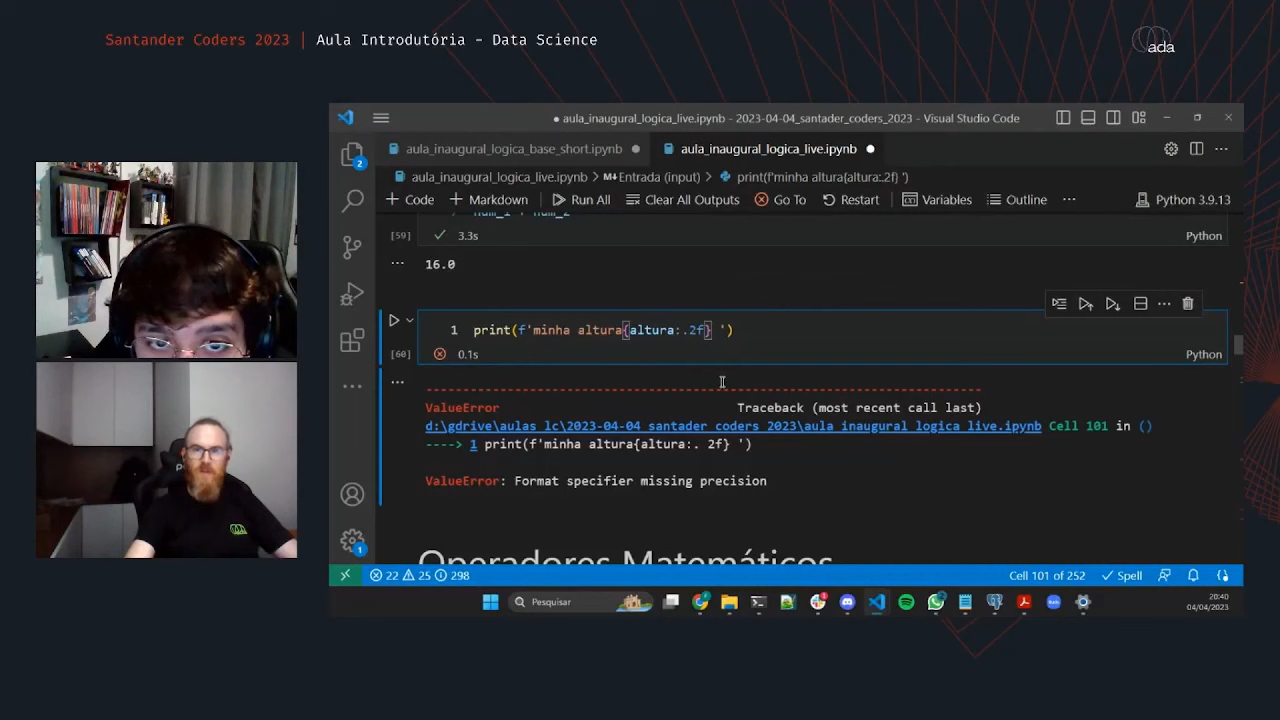 Santander Coders 2023 | Aula Introdutória - Data Science
ada
aula_inaugural_logica_live.ipynb - 2023-04-04_santader_coders_2023 - Visual Studio Code
aula_inaugural_logica_base_short.ipynb
aula_inaugural_logica_live.ipynb
2
aula_inaugural_logica_live.ipynb > M↓Entrada (input) > print(f'minha altura{altura:.2f} ')
+ Code + Markdown Run All Clear All Outputs Go To Restart Variables Outline ... Python 3.9.13
[59] 3.3s Python
... 16.0
1 print(f'minha altura{altura:.2f} ')
[60] 0.1s Python
...
---------------------------------------------------------------------------
ValueError Traceback (most recent call last)
d:\gdrive\aulas_lc\2023-04-04_santader_coders_2023\aula_inaugural_logica_live.ipynb Cell 101 in ()
----> 1 print(f'minha altura{altura:. 2f} ')
ValueError: Format specifier missing precision
Operadores Matemáticos
1
22 25 298 Cell 101 of 252 Spell
Pesquisar
20:40
04/04/2023